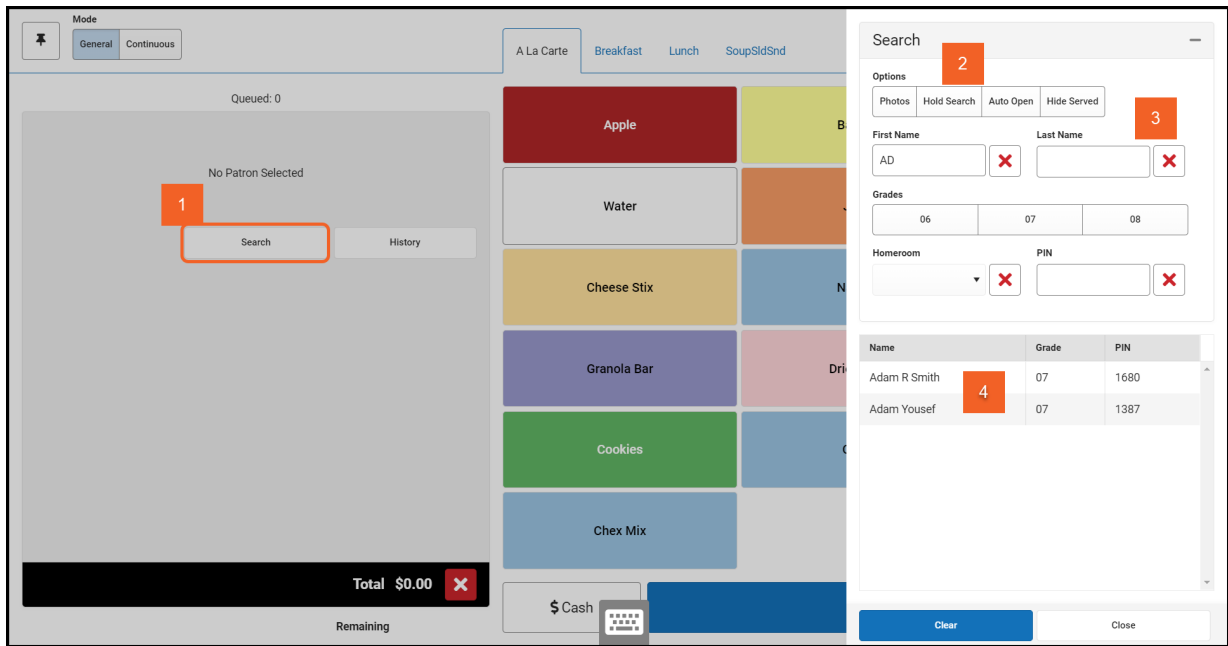 Mode
General Continuous
A La Carte Breakfast Lunch SoupSldSnd
Queued: 0
No Patron Selected
1
Search History
Total $0.00
Remaining
Apple
Water
Cheese Stix
Granola Bar
Cookies
Chex Mix
$ Cash
Search
2
Options
Photos Hold Search Auto Open Hide Served
3
First Name Last Name
AD
Grades
06 07 08
Homeroom PIN
Name Grade PIN
Adam R Smith 07 1680
4
Adam Yousef 07 1387
Clear Close